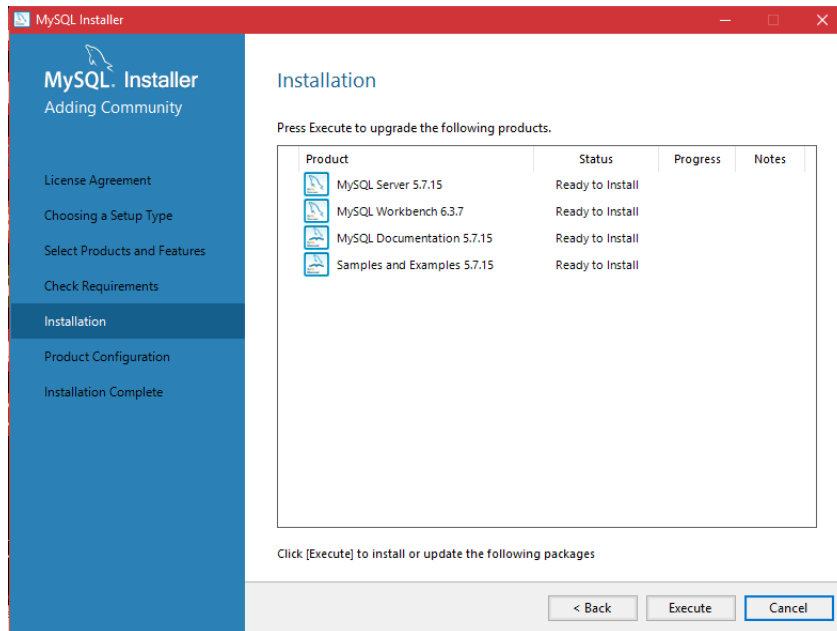 MySQL Installer
MySQL. Installer
Adding Community
License Agreement
Choosing a Setup Type
Select Products and Features
Check Requirements
Installation
Product Configuration
Installation Complete
Installation
Press Execute to upgrade the following products.
Product Status Progress Notes
MySQL Server 5.7.15 Ready to Install
MySQL Workbench 6.3.7 Ready to Install
MySQL Documentation 5.7.15 Ready to Install
Samples and Examples 5.7.15 Ready to Install
Click [Execute] to install or update the following packages
< Back Execute Cancel